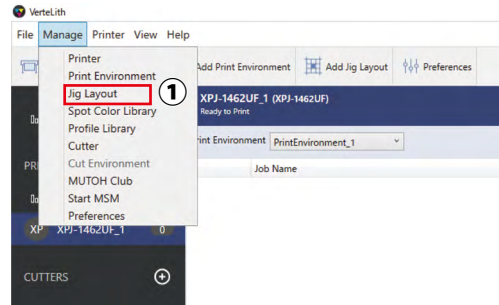 VerteLith
File Manage Printer View Help
Printer
Print Environment
Jig Layout
Spot Color Library
Profile Library
Cutter
Cut Environment
MUTOH Club
Start MSM
Preferences
①
Add Print Environment Add Jig Layout Preferences
XPJ-1462UF_1 (XPJ-1462UF)
Ready to Print
Print Environment PrintEnvironment_1
Job Name
XP XPJ-1462UF_1 0
CUTTERS